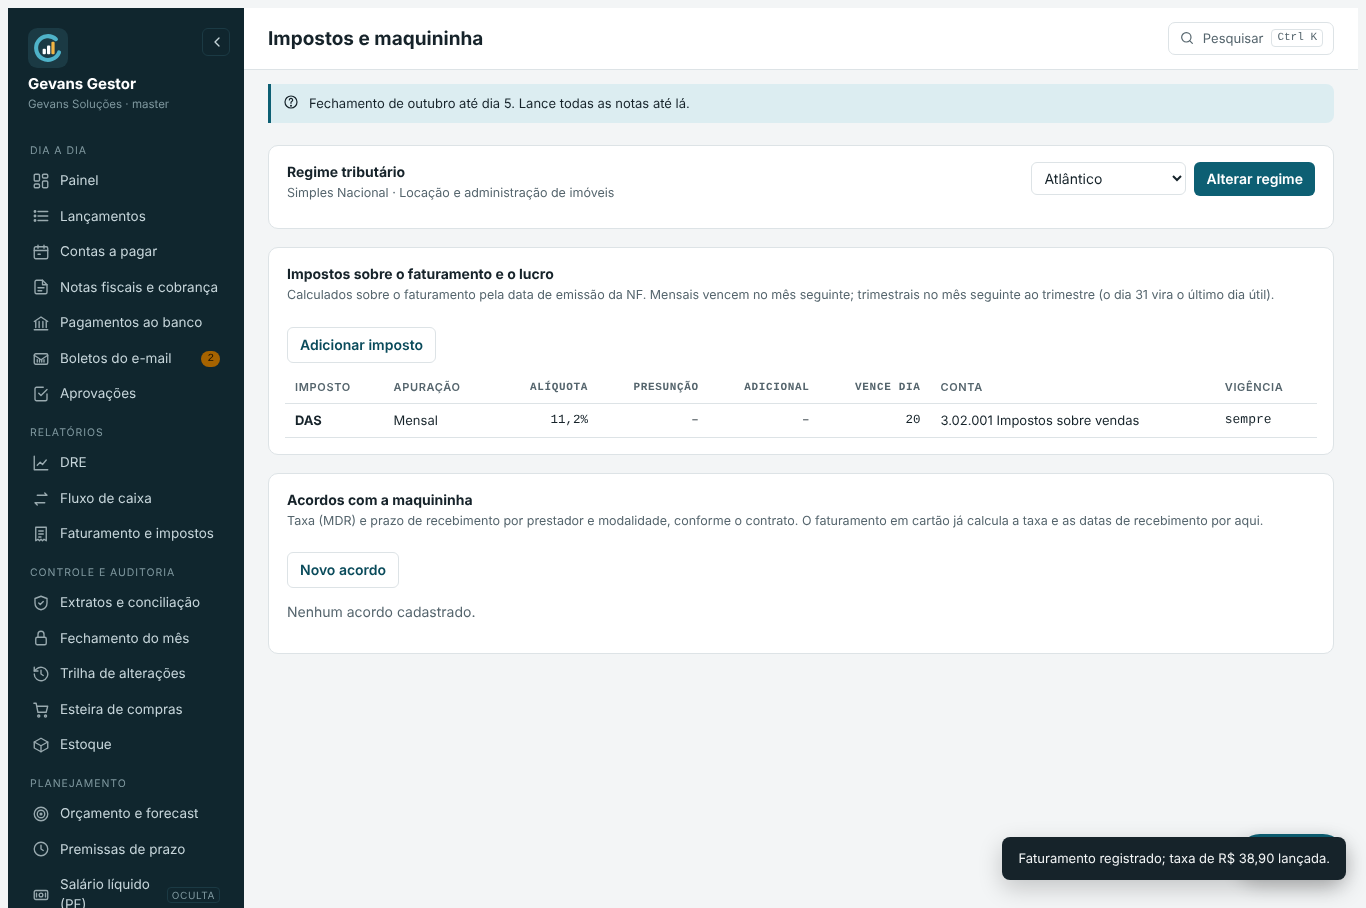 Gevans Gestor
Gevans Soluções · master
DIA A DIA
Painel
Lançamentos
Contas a pagar
Notas fiscais e cobrança
Pagamentos ao banco
Boletos do e-mail 2
Aprovações
RELATÓRIOS
DRE
Fluxo de caixa
Faturamento e impostos
CONTROLE E AUDITORIA
Extratos e conciliação
Fechamento do mês
Trilha de alterações
Esteira de compras
Estoque
PLANEJAMENTO
Orçamento e forecast
Premissas de prazo
Salário líquido
(PF) OCULTA
Impostos e maquininha
Pesquisar Ctrl K
Fechamento de outubro até dia 5. Lance todas as notas até lá.
Regime tributário
Simples Nacional · Locação e administração de imóveis
Atlântico Alterar regime
Impostos sobre o faturamento e o lucro
Calculados sobre o faturamento pela data de emissão da NF. Mensais vencem no mês seguinte; trimestrais no mês seguinte ao trimestre (o dia 31 vira o último dia útil).
Adicionar imposto
IMPOSTO APURAÇÃO ALÍQUOTA PRESUNÇÃO ADICIONAL VENCE DIA CONTA VIGÊNCIA
DAS Mensal 11,2% – – 20 3.02.001 Impostos sobre vendas sempre
Acordos com a maquininha
Taxa (MDR) e prazo de recebimento por prestador e modalidade, conforme o contrato. O faturamento em cartão já calcula a taxa e as datas de recebimento por aqui.
Novo acordo
Nenhum acordo cadastrado.
Faturamento registrado; taxa de R$ 38,90 lançada.